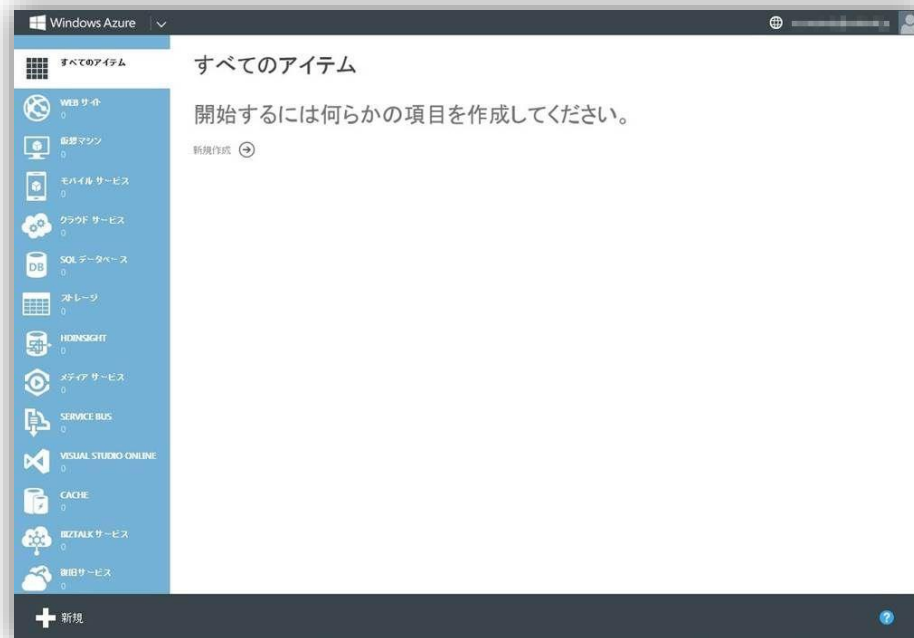 Windows Azure
すべてのアイテム
WEB サイト
0
仮想マシン
0
モバイル サービス
0
クラウド サービス
0
SQL データベース
0
DB
ストレージ
0
HDINSIGHT
0
メディア サービス
0
SERVICE BUS
0
VISUAL STUDIO ONLINE
0
CACHE
0
BIZTALK サービス
0
復旧サービス
0
すべてのアイテム
開始するには何らかの項目を作成してください。
新規作成
新規
?